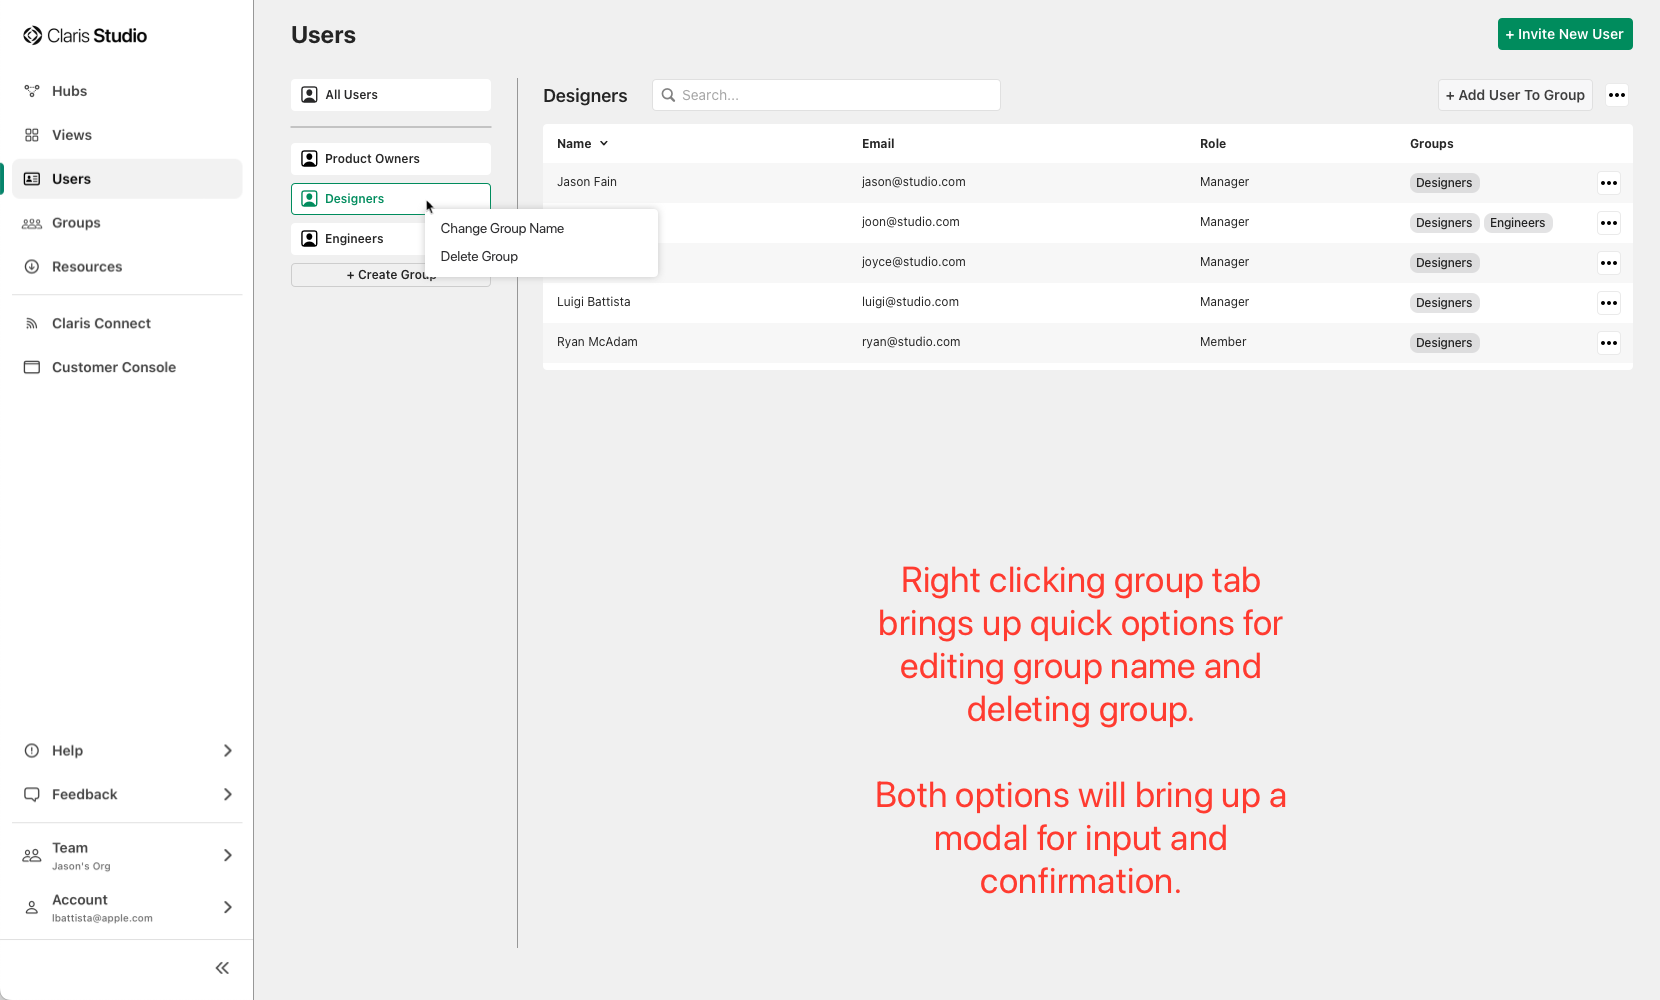 Claris Studio
Hubs
Views
Users
Groups
Resources
Claris Connect
Customer Console
Help
Feedback
Team
Jason's Org
Account
lbattista@apple.com
Users
+ Invite New User
All Users
Product Owners
Designers
Engineers
+ Create Group
Change Group Name
Delete Group
Designers
Search...
+ Add User To Group
Name Email Role Groups
Jason Fain jason@studio.com Manager Designers
joon@studio.com Manager Designers Engineers
joyce@studio.com Manager Designers
Luigi Battista luigi@studio.com Manager Designers
Ryan McAdam ryan@studio.com Member Designers
Right clicking group tab
brings up quick options for
editing group name and
deleting group.
Both options will bring up a
modal for input and
confirmation.